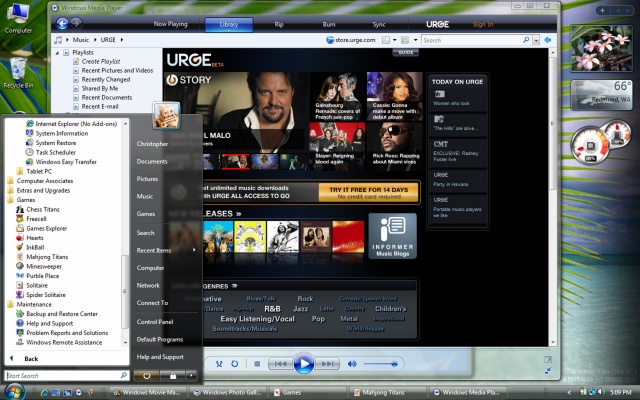 Computer
Recycle Bin
Windows Media Player
Now Playing
Library
Rip
Burn
Sync
URGE
Sign In
Music
URGE
store.urge.com
Search
Playlists
Create Playlist
Recent Pictures and Videos
Recently Changed
Shared By Me
Recent Documents
Recent E-mail
URGE BETA
GUIDE
STORY
UL MALO
Gainsbourg
Remade: covers
of French sea-pop
Cassie: Gonna
make a move with
debut album
Slayer: Reigning
blood again
Rick Ross: Rapping
about Miami vices
TODAY ON URGE
Women who rock
MTV
'The Hills' are alive...
CMT
EXCLUSIVE: Radney
Foster live
URGE
Party in Havana
URGE
Portable music players
we like
et unlimited music downloads
with URGE ALL ACCESS TO GO
TRY IT FREE FOR 14 DAYS
No credit card required
LEASES
INFORMER
Music Blogs
GENRES
native
Blues/Folk
Rock
Comedy/Spoken Word
/Dance
R&B
Jazz
Latin
Country
Children's
Easy Listening/Vocal
Pop
Metal
Inspirational
Soundtracks/Musicals
World/Reggae
66°
Redmond, WA
Internet Explorer (No Add-ons)
System Information
System Restore
Task Scheduler
Windows Easy Transfer
Tablet PC
Computer Associates
Extras and Upgrades
Games
Chess Titans
Freecell
Games Explorer
Hearts
InkBall
Mahjong Titans
Minesweeper
Purble Place
Solitaire
Spider Solitaire
Maintenance
Backup and Restore Center
Help and Support
Problem Reports and Solutions
Windows Remote Assistance
Back
Start Search
Christopher
Documents
Pictures
Music
Games
Search
Recent Items
Computer
Network
Connect To
Control Panel
Default Programs
Help and Support
Windows Movie Ma...
Windows Photo Gall...
Games
Mahjong Titans
Windows Media Pla...
5:09 PM